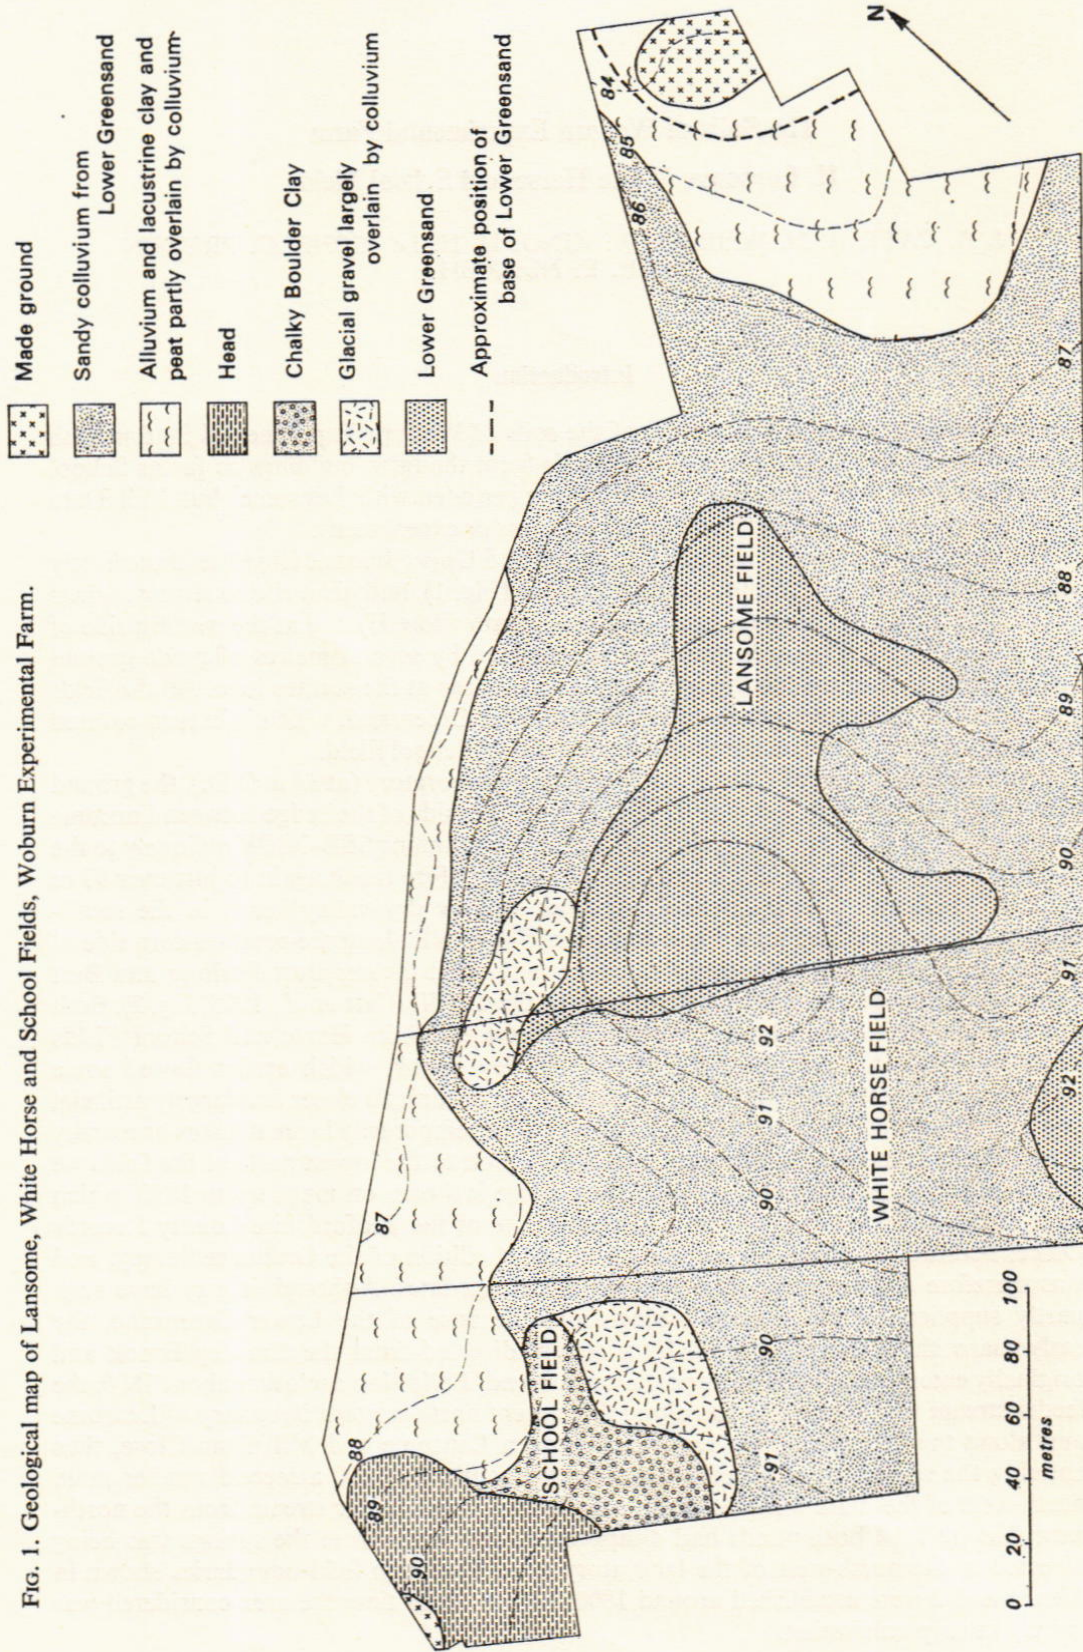 FIG. 1. Geological map of Lansome, White Horse and School Fields, Woburn Experimental Farm.
Made ground
Sandy colluvium from
Lower Greensand
Alluvium and lacustrine clay and
peat partly overlain by colluvium
Head
Chalky Boulder Clay
Glacial gravel largely
overlain by colluvium
Lower Greensand
Approximate position of
base of Lower Greensand
N
84
85
86
87
88
89
90
91
92
LANSOME FIELD
WHITE HORSE FIELD
92
91
90
92
87
SCHOOL FIELD
90
91
88
89
90
0 20 40 60 80 100
metres